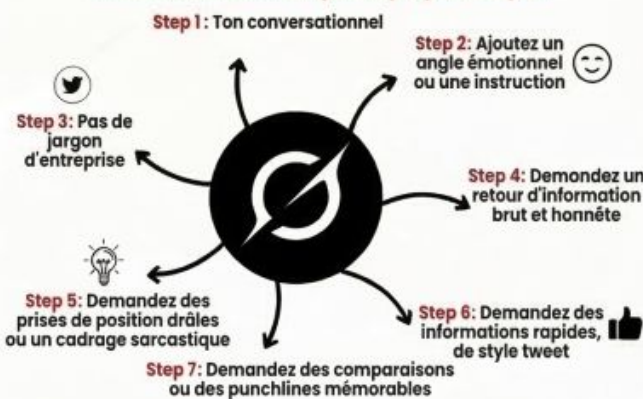 Step 1: Ton conversationnel
Step 2: Ajoutez un
angle émotionnel
ou une instruction
Step 3: Pas de
jargon
d'entreprise
Step 4: Demandez un
retour d'information
brut et honnête
Step 5: Demandez des
prises de position drôles
ou un cadrage sarcastique
Step 6: Demandez des
informations rapides,
de style tweet
Step 7: Demandez des comparaisons
ou des punchlines mémorables